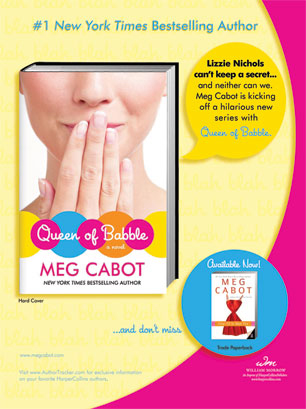 #1 New York Times Bestselling Author
Lizzie Nichols
can't keep a secret...
and neither can we.
Meg Cabot is kicking
off a hilarious new
series with
Queen of Babble.
Queen of Babble
a novel
MEG CABOT
NEW YORK TIMES BESTSELLING AUTHOR
Hard Cover
Available Now!
MEG
CABOT
Trade Paperback
...and don't miss
www.megcabot.com
Visit www.AuthorTracker.com for exclusive information
on your favorite HarperCollins authors.
wm
WILLIAM MORROW